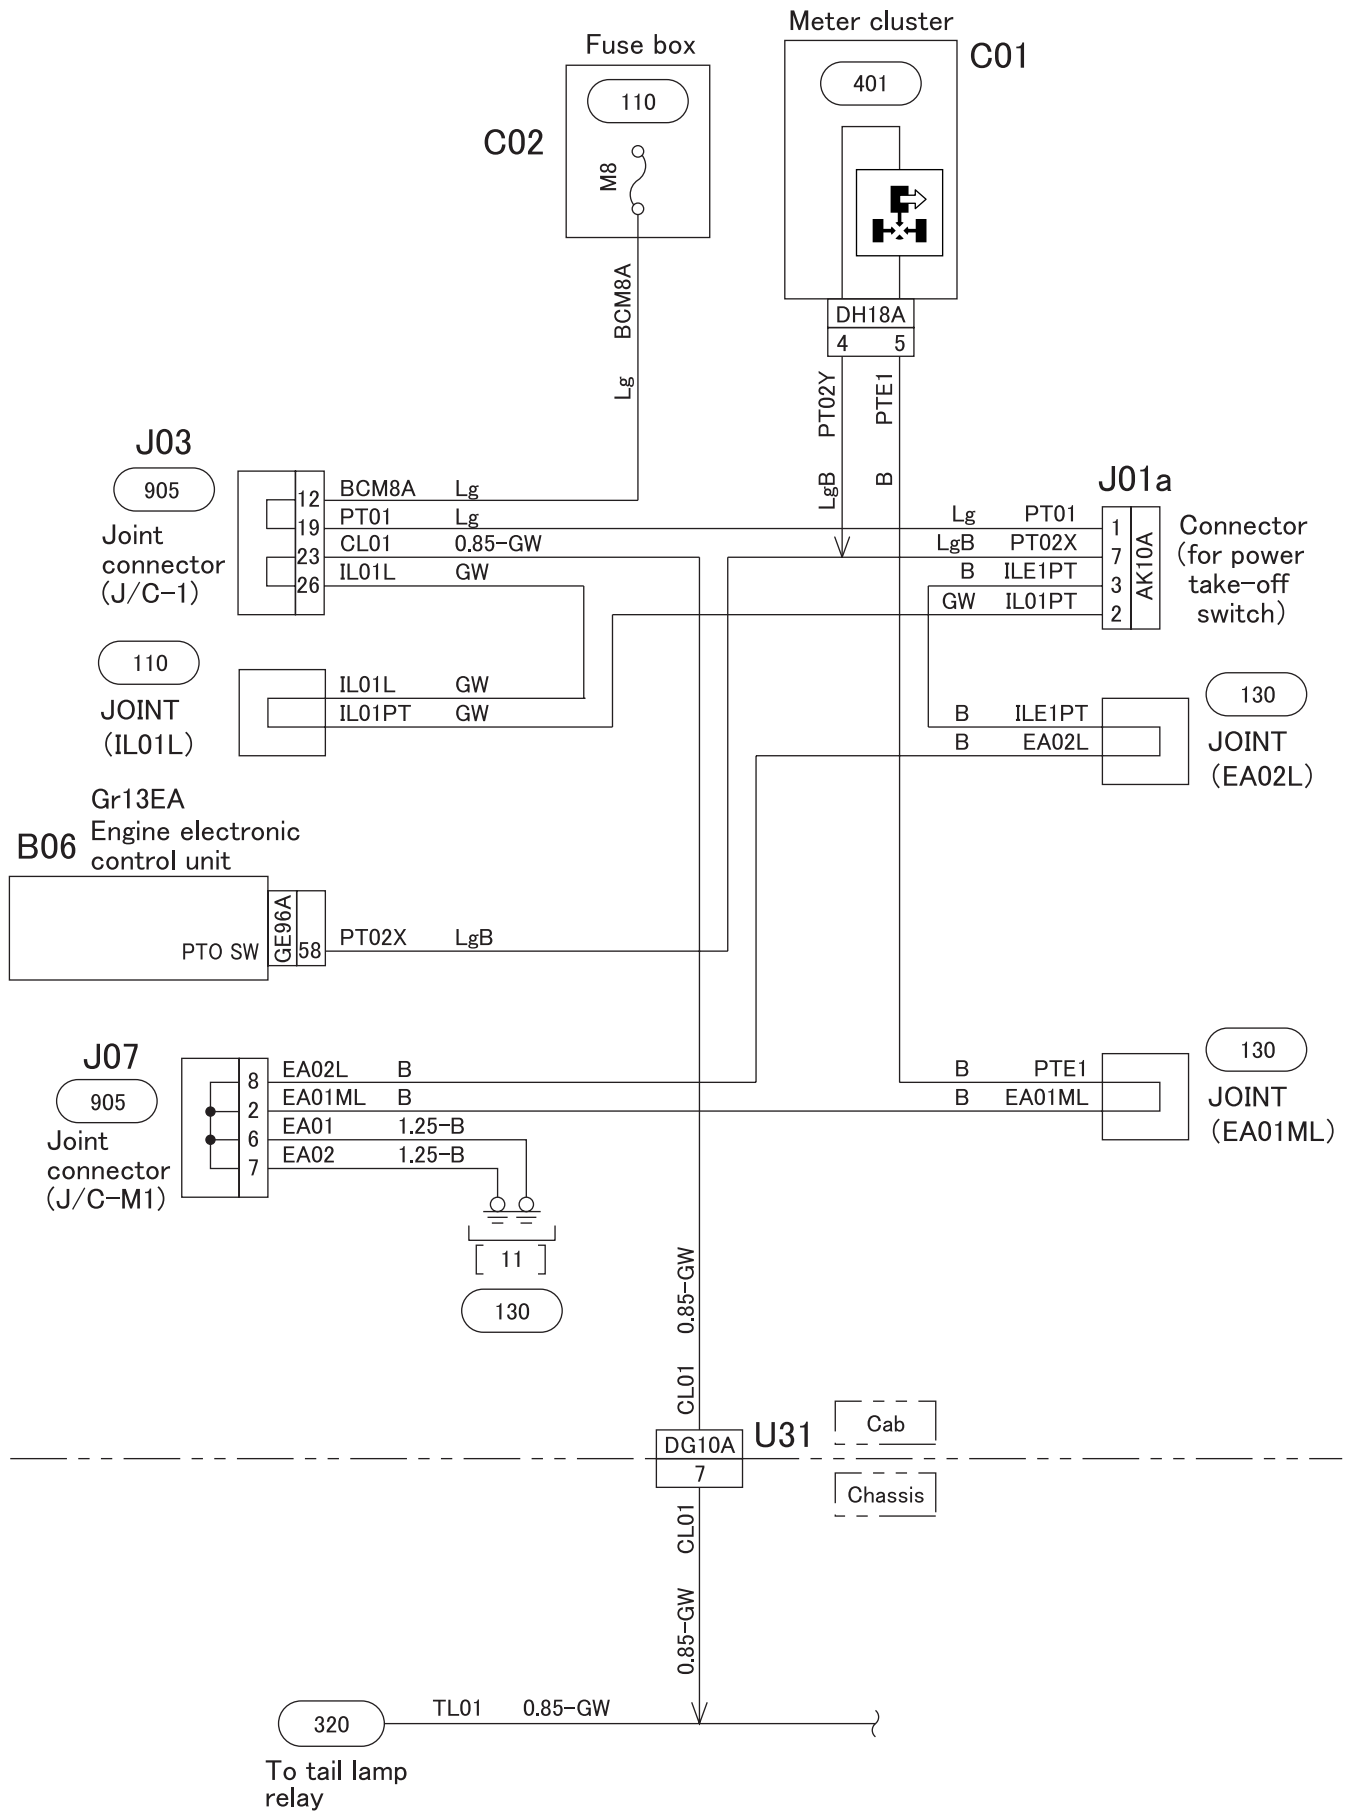 Meter cluster
C01
401
Fuse box
110
C02
M8
BCM8A
Lg
DH18A
4 5
PT02Y
LgB
PTE1
B
J03
905
Joint
connector
(J/C-1)
12 BCM8A Lg
19 PT01 Lg
23 CL01 0.85-GW
26 IL01L GW
J01a
Lg PT01 1
LgB PT02X 7
B ILE1PT 3
GW IL01PT 2
AK10A
Connector
(for power
take-off
switch)
110
JOINT
(IL01L)
IL01L GW
IL01PT GW
B ILE1PT
B EA02L
130
JOINT
(EA02L)
Gr13EA
Engine electronic
control unit
B06
PTO SW
GE96A
58
PT02X LgB
J07
905
Joint
connector
(J/C-M1)
8 EA02L B
2 EA01ML B
6 EA01 1.25-B
7 EA02 1.25-B
B PTE1
B EA01ML
130
JOINT
(EA01ML)
[ 11 ]
130
0.85-GW
CL01
DG10A
7
U31
Cab
Chassis
CL01
0.85-GW
320
TL01 0.85-GW
To tail lamp
relay